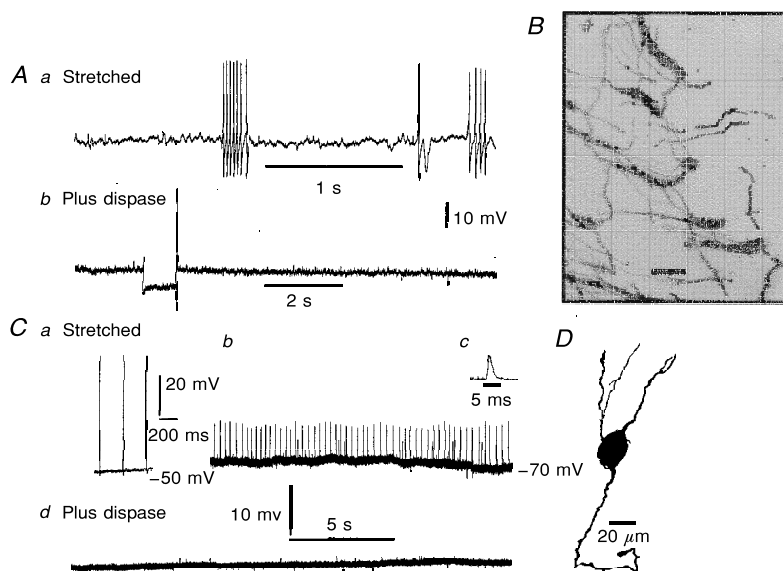 A a Stretched
1 s
b Plus dispase
10 mV
2 s
B
C a Stretched
b
c
20 mV
200 ms
5 ms
−50 mV
−70 mV
d Plus dispase
10 mv
5 s
D
20 μm